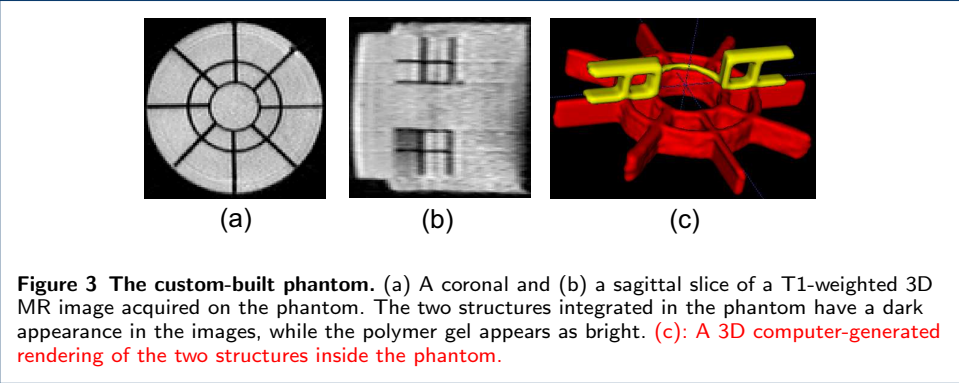 (a)
(b)
(c)
Figure 3 The custom-built phantom. (a) A coronal and (b) a sagittal slice of a T1-weighted 3D
MR image acquired on the phantom. The two structures integrated in the phantom have a dark
appearance in the images, while the polymer gel appears as bright. (c): A 3D computer-generated
rendering of the two structures inside the phantom.